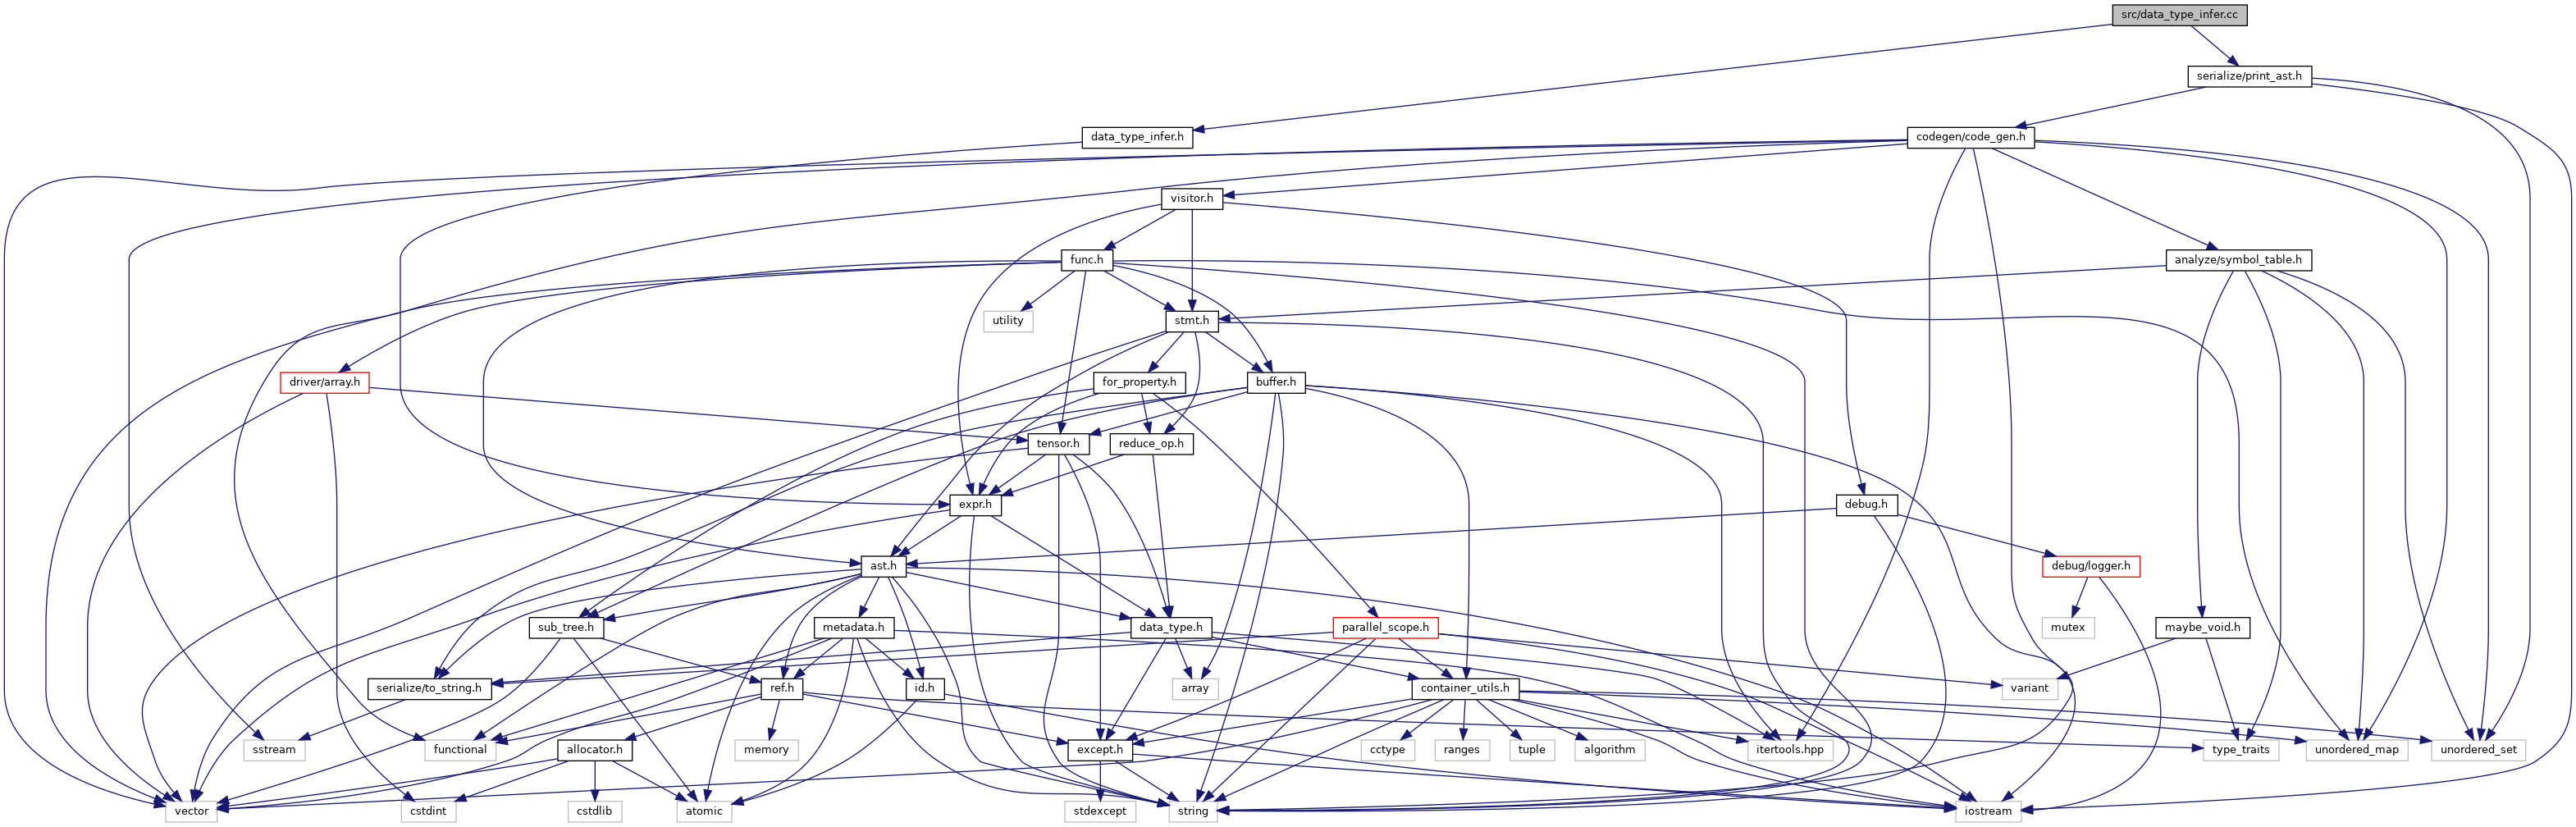 src/data_type_infer.cc
serialize/print_ast.h
data_type_infer.h
codegen/code_gen.h
visitor.h
func.h
analyze/symbol_table.h
utility
stmt.h
driver/array.h
for_property.h
buffer.h
tensor.h
reduce_op.h
expr.h
debug.h
ast.h
debug/logger.h
sub_tree.h
metadata.h
data_type.h
parallel_scope.h
mutex
maybe_void.h
serialize/to_string.h
ref.h
id.h
array
container_utils.h
variant
sstream
functional
allocator.h
memory
except.h
cctype
ranges
tuple
algorithm
itertools.hpp
type_traits
unordered_map
unordered_set
vector
cstdint
cstdlib
atomic
stdexcept
string
iostream